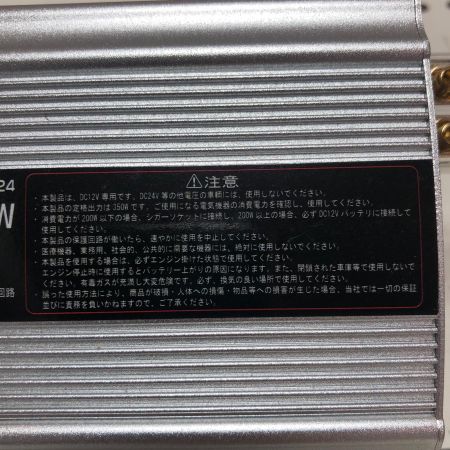 24
W
回路
⚠注意
・本製品は、DC12V専用です。DC24V等の他電圧の車輌には、使用しないでください。
・本製品の定格出力は350Wです。ご使用になる電気機器の消費電力を確認し、使用してください。
・消費電力が200W以下の場合、シガーソケットに接続し、200W以上の場合、必ずDC12Vバッテリに接続して
使用してください。
・本製品の保護回路が働いたら、速やかに使用を中止してください。
・医療機器、業務用、社会的、公共的に需要な機器には、絶対に使用しないでください。
・本製品を使用する場合は、必ずエンジン掛けた状態で使用してください。
エンジン停止時に使用するとバッテリー上がりの原因になります。また、閉鎖された車庫等で使用しないで
ください。有毒ガスが充満し大変危険です。必ず、換気の良い場所で使用してください。
・誤った使用方法により、商品が破損・人体への損傷・物品等への損害が生じた場合、当社では一切の保証
並びに責務を負いかねますので、ご了承ください。